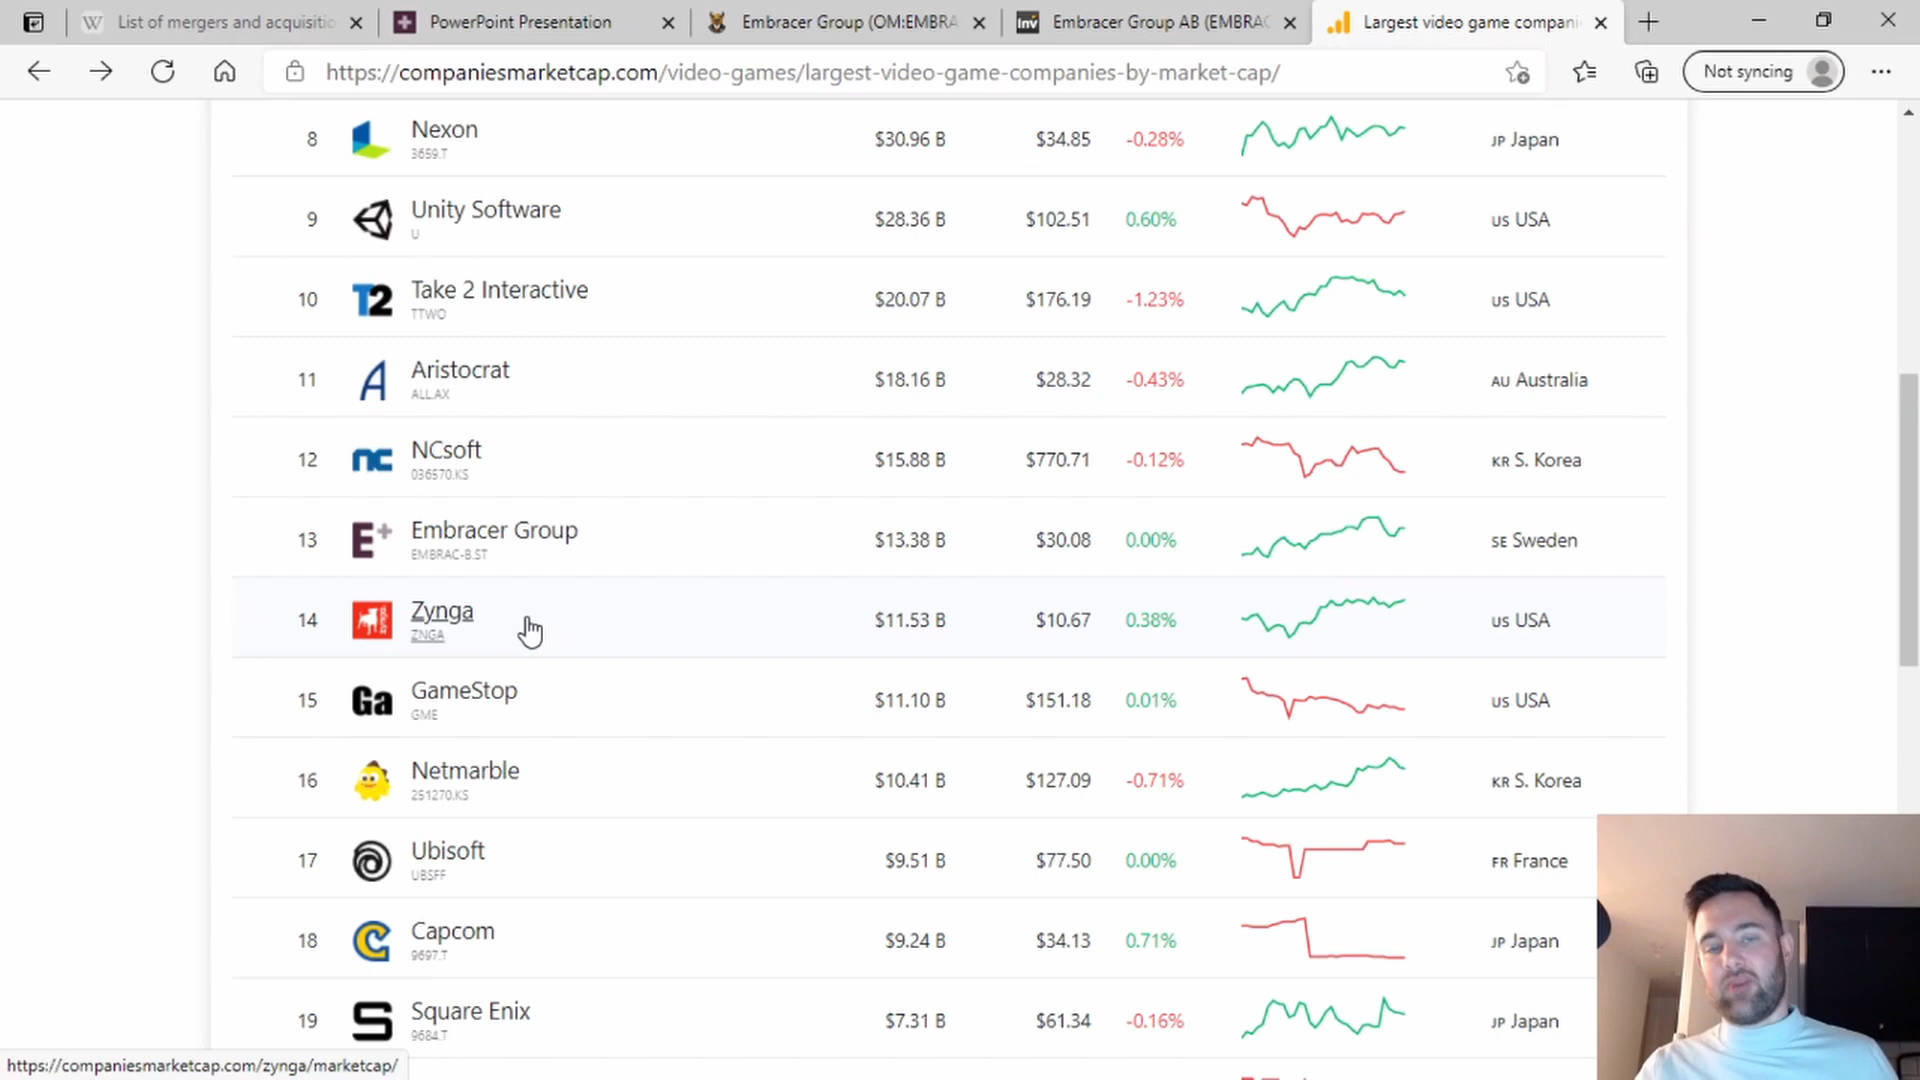 List of mergers and acquisitio
PowerPoint Presentation
Embracer Group (OM:EMBRA
Inv
Embracer Group AB (EMBRAC
Largest video game compani
https://companiesmarketcap.com/video-games/largest-video-game-companies-by-market-cap/
Not syncing
8 Nexon $30.96 B $34.85 -0.28% JP Japan
3659.T
9 Unity Software $28.36 B $102.51 0.60% US USA
U
10 T2 Take 2 Interactive $20.07 B $176.19 -1.23% US USA
TTWO
11 Aristocrat $18.16 B $28.32 -0.43% AU Australia
ALL.AX
12 nc NCsoft $15.88 B $770.71 -0.12% KR S. Korea
036570.KS
13 E+ Embracer Group $13.38 B $30.08 0.00% SE Sweden
EMBRAC-B.ST
14 Zynga $11.53 B $10.67 0.38% US USA
ZNGA
15 Ga GameStop $11.10 B $151.18 0.01% US USA
GME
16 Netmarble $10.41 B $127.09 -0.71% KR S. Korea
251270.KS
17 Ubisoft $9.51 B $77.50 0.00% FR France
UBSFF
18 Capcom $9.24 B $34.13 0.71% JP Japan
9697.T
19 Square Enix $7.31 B $61.34 -0.16% JP Japan
9684.T
https://companiesmarketcap.com/zynga/marketcap/